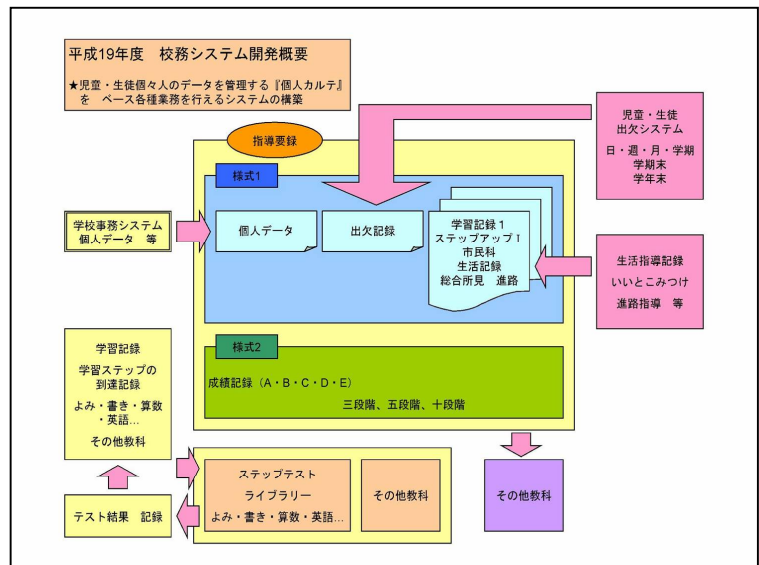 平成19年度 校務システム開発概要
★児童・生徒個々人のデータを管理する『個人カルテ』
を ベース各種業務を行えるシステムの構築
児童・生徒
出欠システム
日・週・月・学期
学期末
学年末
指導要録
様式1
学校事務システム
個人データ 等
個人データ
出欠記録
学習記録1
ステップアップⅠ
市民科
生活記録
総合所見 進路
生活指導記録
いいとこみつけ
進路指導 等
様式2
成績記録(A・B・C・D・E)
三段階、五段階、十段階
学習記録
学習ステップの
到達記録
よみ・書き・算数
・英語…
その他教科
ステップテスト
ライブラリー
よみ・書き・算数・英語…
その他教科
その他教科
テスト結果 記録